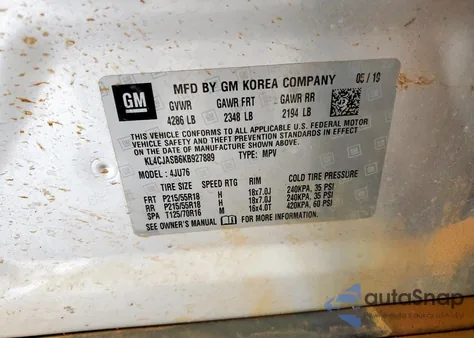 GM
MFD BY GM KOREA COMPANY 05/19
GVWR GAWR FRT GAWR RR
4286 LB 2348 LB 2194 LB
THIS VEHICLE CONFORMS TO ALL APPLICABLE U.S. FEDERAL MOTOR
VEHICLE SAFETY AND THEFT PREVENTION STANDARDS IN EFFECT
ON THE DATE OF MANUFACTURE SHOWN ABOVE.
KL4CJASB6KB927889 TYPE: MPV
MODEL: 4JU76
TIRE SIZE SPEED RTG RIM COLD TIRE PRESSURE
FRT P215/55R18 H 18x7.0J 240KPA, 35 PSI
RR P215/55R18 H 18x7.0J 240KPA, 35 PSI
SPA T125/70R16 M 16x4.0T 420KPA, 60 PSI
SEE OWNER'S MANUAL FOR MORE INFORMATION.
autoSnap